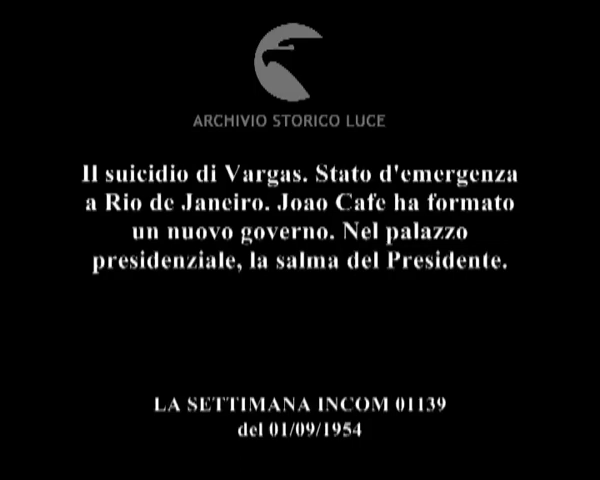 ARCHIVIO STORICO LUCE
Il suicidio di Vargas. Stato d'emergenza
a Rio de Janeiro. Joao Cafe ha formato
un nuovo governo. Nel palazzo
presidenziale, la salma del Presidente.
LA SETTIMANA INCOM 01139
del 01/09/1954